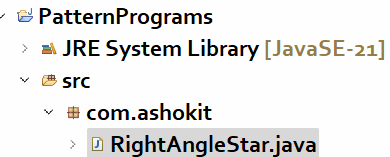 PatternPrograms
JRE System Library [JavaSE-21]
src
com.ashokit
RightAngleStar.java